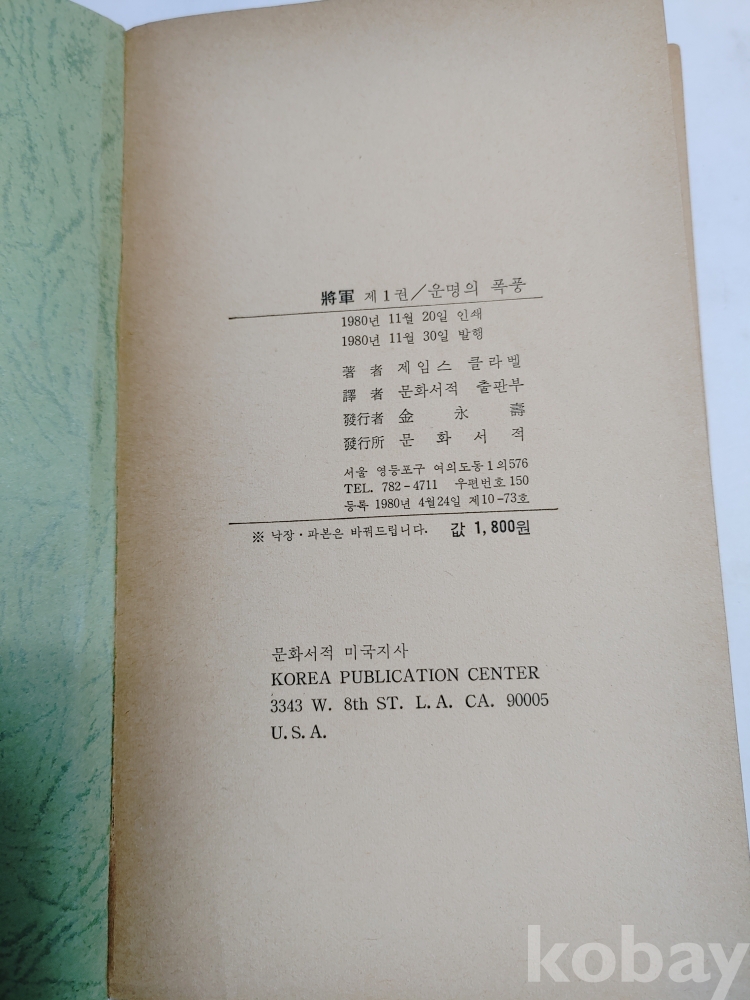 將軍 제1권/운명의 폭풍
1980년 11월 20일 인쇄
1980년 11월 30일 발행
著 者 제임스 클라벨
譯 者 문화서적 출판부
發行者 金 永 壽
發行所 문 화 서 적
서울 영등포구 여의도동1의576
TEL. 782-4711 우편번호 150
등록 1980년 4월24일 제10-73호
※ 낙장·파본은 바꿔드립니다. 값 1,800원
문화서적 미국지사
KOREA PUBLICATION CENTER
3343 W. 8th ST. L.A. CA. 90005
U.S.A.
kobay